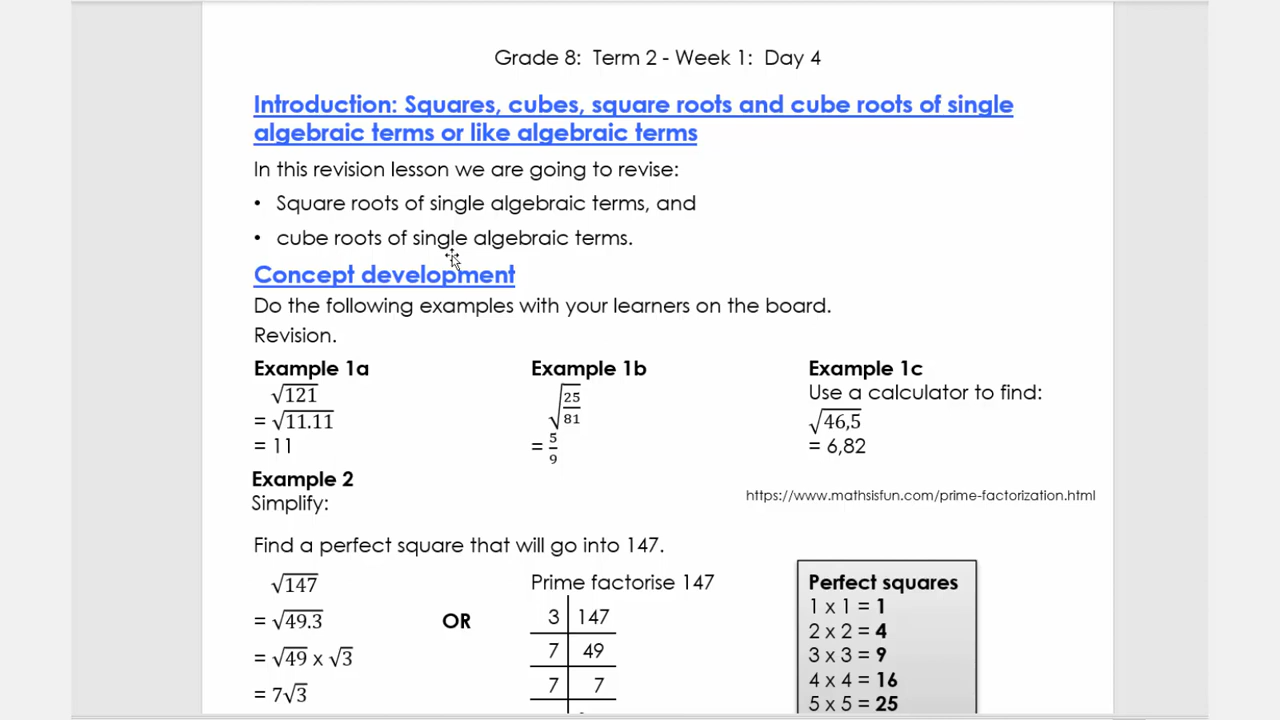 Grade 8: Term 2 - Week 1: Day 4
Introduction: Squares, cubes, square roots and cube roots of single
algebraic terms or like algebraic terms
In this revision lesson we are going to revise:
• Square roots of single algebraic terms, and
• cube roots of single algebraic terms.
Concept development
Do the following examples with your learners on the board.
Revision.
Example 1a
√121
= √11.11
= 11
Example 1b
√25/81
= 5/9
Example 1c
Use a calculator to find:
√46,5
= 6,82
Example 2
Simplify:
https://www.mathsisfun.com/prime-factorization.html
Find a perfect square that will go into 147.
√147
= √49.3
= √49 x √3
= 7√3
OR
Prime factorise 147
3 147
7 49
7 7
Perfect squares
1 x 1 = 1
2 x 2 = 4
3 x 3 = 9
4 x 4 = 16
5 x 5 = 25